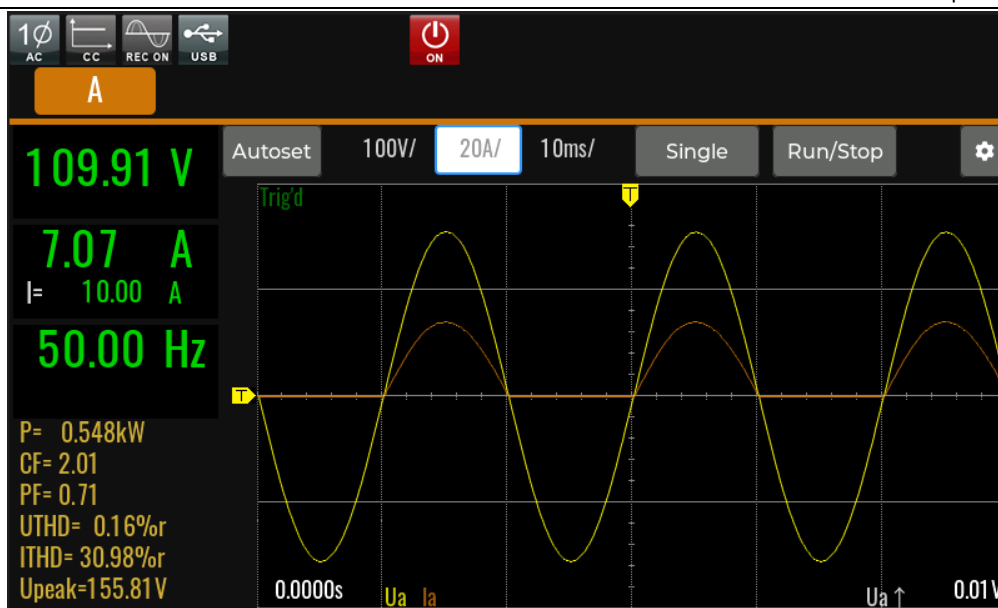 1Ø
AC
CC
REC ON
USB
ON
A
109.91 V
7.07 A
I= 10.00 A
50.00 Hz
P= 0.548kW
CF= 2.01
PF= 0.71
UTHD= 0.16%r
ITHD= 30.98%r
Upeak=155.81V
Autoset 100V/ 20A/ 10ms/ Single Run/Stop
Trig'd
T
T
0.0000s Ua Ia Ua ↑ 0.01V